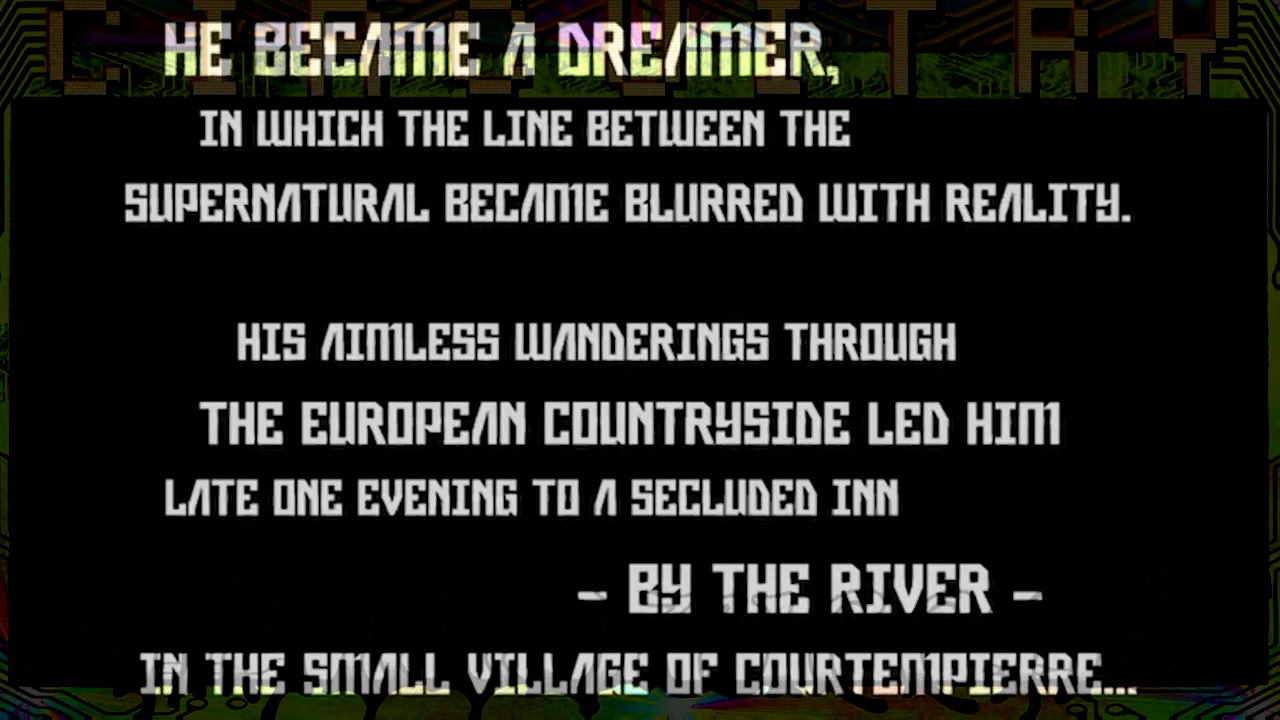 CIRCUITRY
HE BECAME A DREAMER,
IN WHICH THE LINE BETWEEN THE
SUPERNATURAL BECAME BLURRED WITH REALITY.
HIS AIMLESS WANDERINGS THROUGH
THE EUROPEAN COUNTRYSIDE LED HIM
LATE ONE EVENING TO A SECLUDED INN
- BY THE RIVER -
IN THE SMALL VILLAGE OF COURTEMPIERRE...